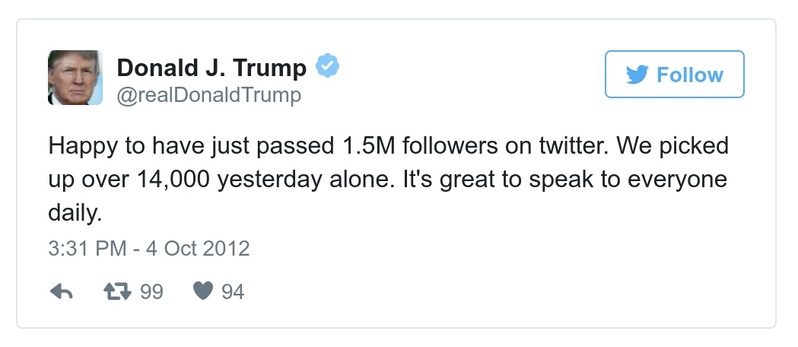 Donald J. Trump
@realDonaldTrump
Follow
Happy to have just passed 1.5M followers on twitter. We picked
up over 14,000 yesterday alone. It's great to speak to everyone
daily.
3:31 PM - 4 Oct 2012
99 94